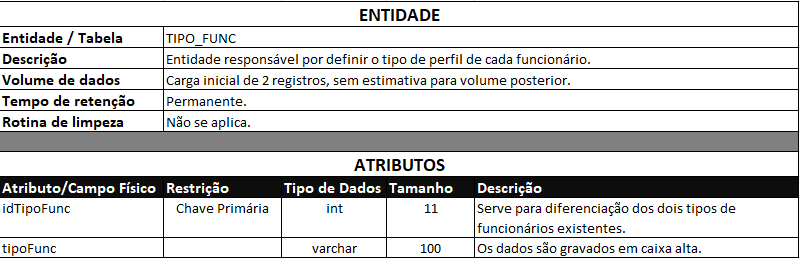 ENTIDADE
Entidade / Tabela TIPO_FUNC
Descrição Entidade responsável por definir o tipo de perfil de cada funcionário.
Volume de dados Carga inicial de 2 registros, sem estimativa para volume posterior.
Tempo de retenção Permanente.
Rotina de limpeza Não se aplica.
ATRIBUTOS
Atributo/Campo Físico Restrição Tipo de Dados Tamanho Descrição
idTipoFunc Chave Primária int 11 Serve para diferenciação dos dois tipos de
funcionários existentes.
tipoFunc varchar 100 Os dados são gravados em caixa alta.